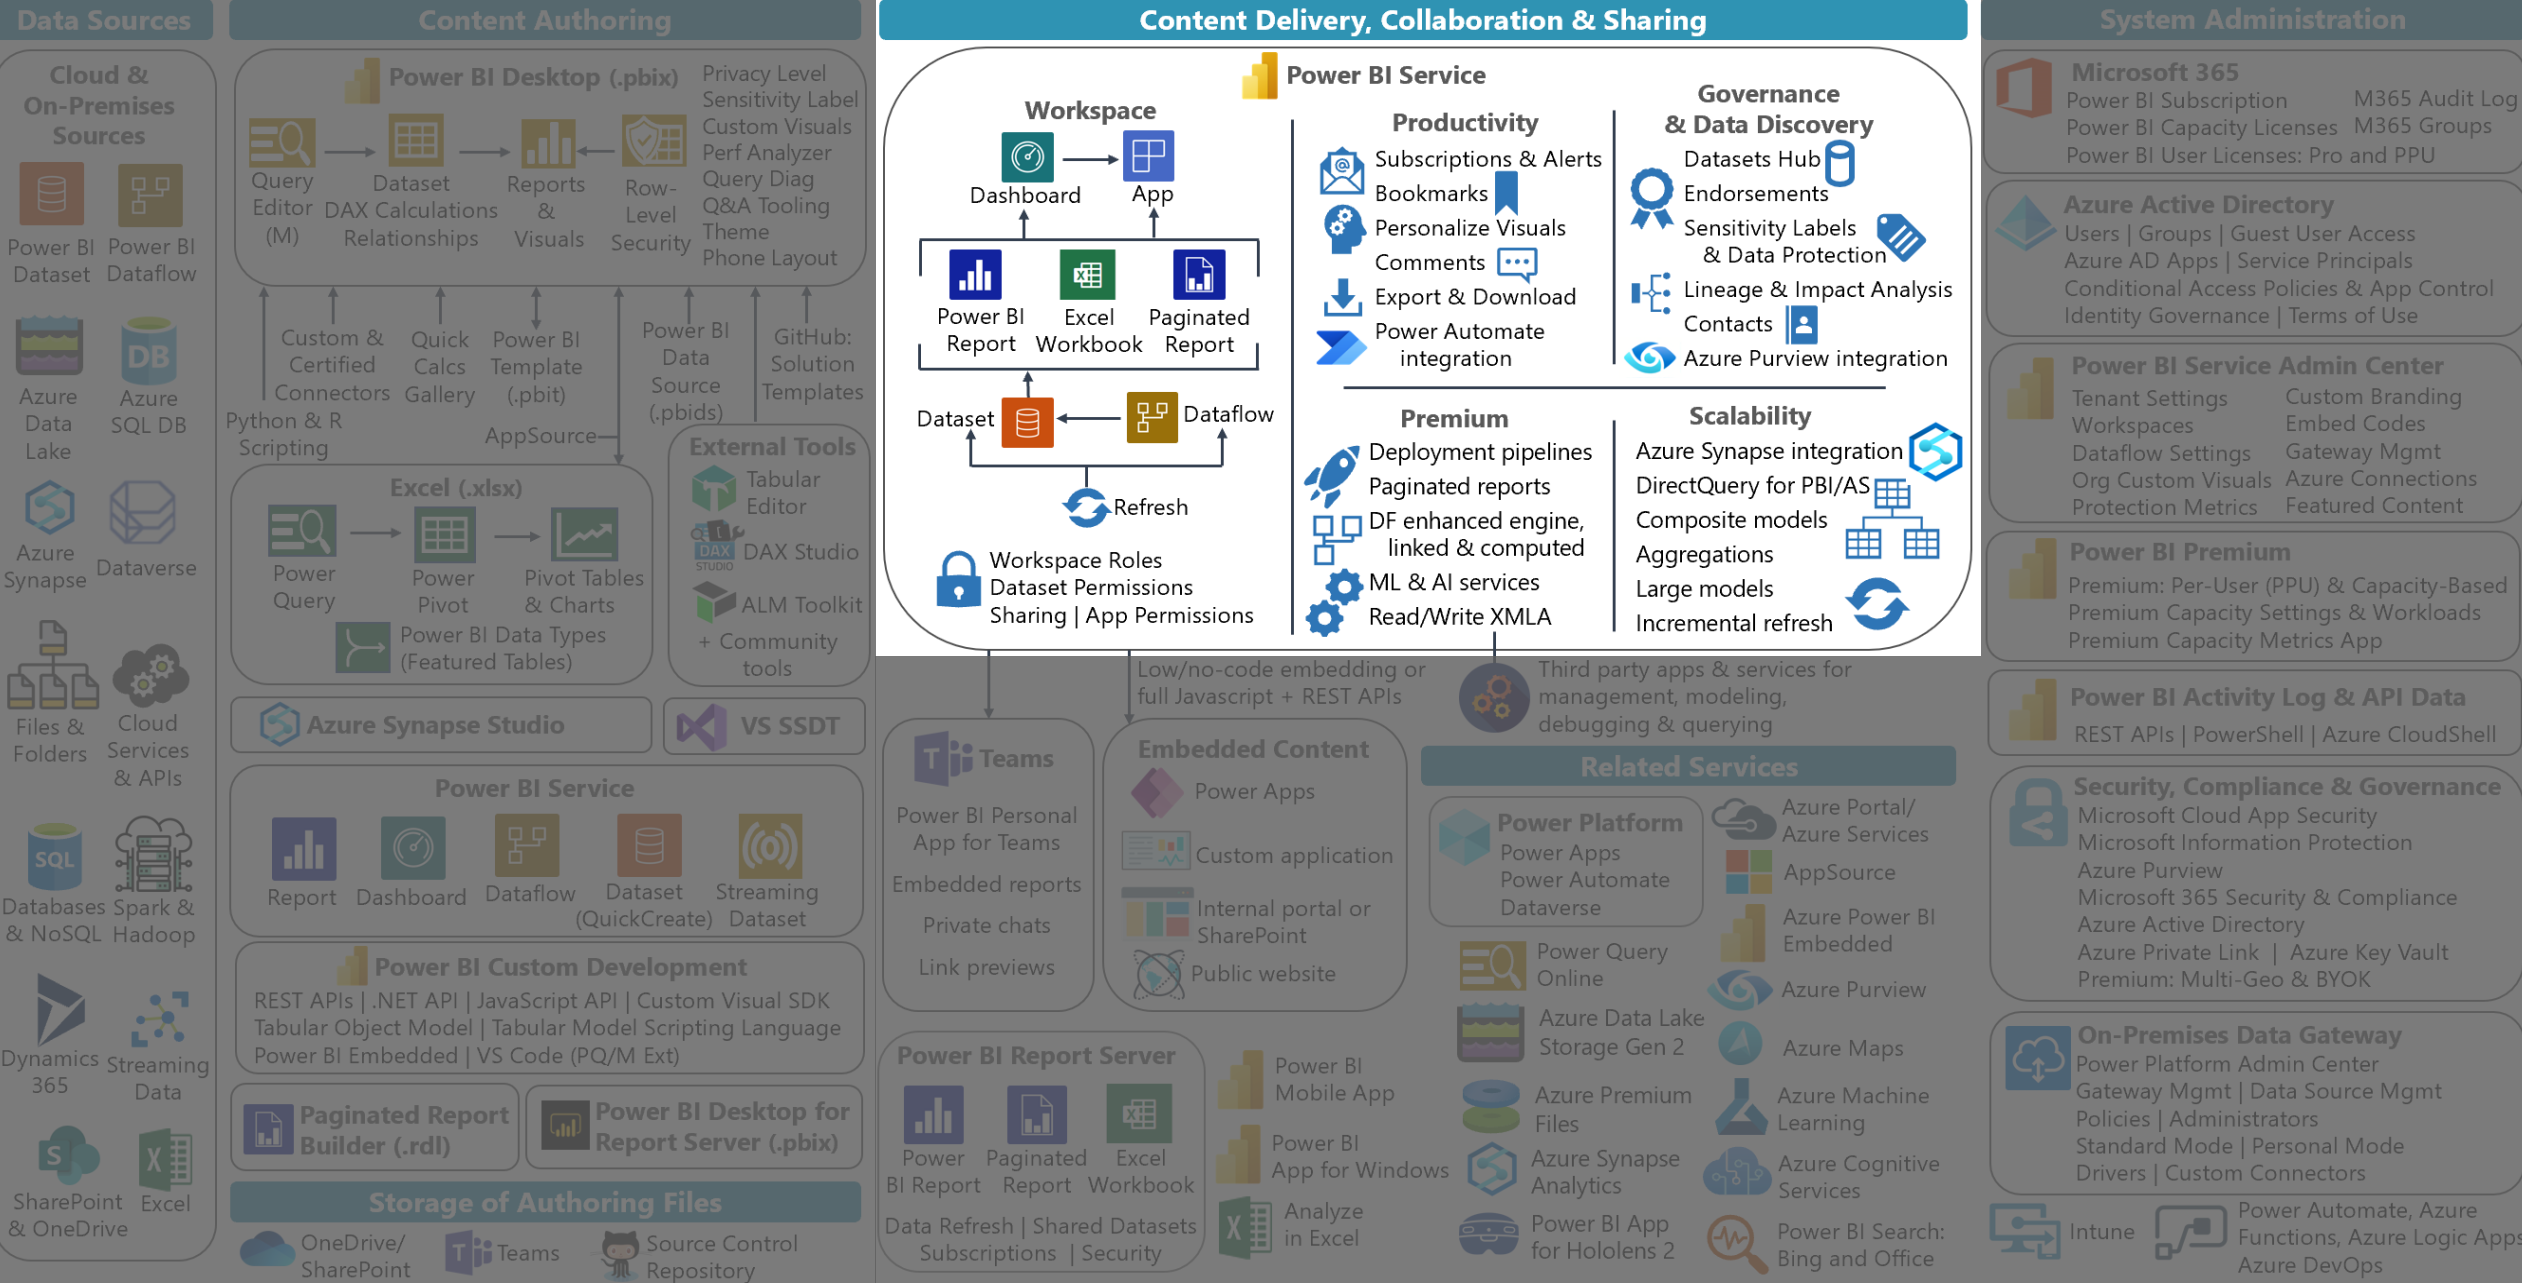 Data Sources
Cloud &
On-Premises
Sources
Power BI
Dataset
Power BI
Dataflow
Azure
Data
Lake
Azure
SQL DB
DB
Azure
Synapse
Dataverse
Files &
Folders
Cloud
Services
& APIs
SQL
Databases
& NoSQL
Spark &
Hadoop
Dynamics
365
Streaming
Data
SharePoint
& OneDrive
Excel
Content Authoring
Power BI Desktop (.pbix)
Query
Editor
(M)
Dataset
DAX Calculations
Relationships
Reports
&
Visuals
Row-
Level
Security
Privacy Level
Sensitivity Label
Custom Visuals
Perf Analyzer
Query Diag
Q&A Tooling
Theme
Phone Layout
Python & R
Scripting
Custom &
Certified
Connectors
Quick
Calcs
Gallery
Power BI
Template
(.pbit)
AppSource
Power BI
Data
Source
(.pbids)
GitHub:
Solution
Templates
Excel (.xlsx)
Power
Query
Power
Pivot
Pivot Tables
& Charts
Power BI Data Types
(Featured Tables)
External Tools
Tabular
Editor
DAX
STUDIO
DAX Studio
ALM Toolkit
+ Community
tools
Azure Synapse Studio
VS SSDT
Power BI Service
Report
Dashboard
Dataflow
Dataset
(QuickCreate)
Streaming
Dataset
Power BI Custom Development
REST APIs | .NET API | JavaScript API | Custom Visual SDK
Tabular Object Model | Tabular Model Scripting Language
Power BI Embedded | VS Code (PQ/M Ext)
Paginated Report
Builder (.rdl)
Power BI Desktop for
Report Server (.pbix)
Storage of Authoring Files
OneDrive/
SharePoint
Teams
Source Control
Repository
Content Delivery, Collaboration & Sharing
Power BI Service
Workspace
Dashboard
App
Power BI
Report
Excel
Workbook
Paginated
Report
Dataset
Dataflow
Refresh
Workspace Roles
Dataset Permissions
Sharing | App Permissions
Productivity
Subscriptions & Alerts
Bookmarks
Personalize Visuals
Comments
Export & Download
Power Automate
integration
Governance
& Data Discovery
Datasets Hub
Endorsements
Sensitivity Labels
& Data Protection
Lineage & Impact Analysis
Contacts
Azure Purview integration
Premium
Deployment pipelines
Paginated reports
DF enhanced engine,
linked & computed
ML & AI services
Read/Write XMLA
Scalability
Azure Synapse integration
DirectQuery for PBI/AS
Composite models
Aggregations
Large models
Incremental refresh
Low/no-code embedding or
full Javascript + REST APIs
Third party apps & services for
management, modeling,
debugging & querying
Teams
Power BI Personal
App for Teams
Embedded reports
Private chats
Link previews
Embedded Content
Power Apps
Custom application
Internal portal or
SharePoint
Public website
Power BI Report Server
Power
BI Report
Paginated
Report
Excel
Workbook
Data Refresh | Shared Datasets
Subscriptions | Security
Power BI
Mobile App
Power BI
App for Windows
Analyze
in Excel
Related Services
Power Platform
Power Apps
Power Automate
Dataverse
Power Query
Online
Azure Data Lake
Storage Gen 2
Azure Premium
Files
Azure Synapse
Analytics
Power BI App
for Hololens 2
Azure Portal/
Azure Services
AppSource
Azure Power BI
Embedded
Azure Purview
Azure Maps
Azure Machine
Learning
Azure Cognitive
Services
Power BI Search:
Bing and Office
System Administration
Microsoft 365
Power BI Subscription
Power BI Capacity Licenses
Power BI User Licenses: Pro and PPU
M365 Audit Log
M365 Groups
Azure Active Directory
Users | Groups | Guest User Access
Azure AD Apps | Service Principals
Conditional Access Policies & App Control
Identity Governance | Terms of Use
Power BI Service Admin Center
Tenant Settings
Workspaces
Dataflow Settings
Org Custom Visuals
Protection Metrics
Custom Branding
Embed Codes
Gateway Mgmt
Azure Connections
Featured Content
Power BI Premium
Premium: Per-User (PPU) & Capacity-Based
Premium Capacity Settings & Workloads
Premium Capacity Metrics App
Power BI Activity Log & API Data
REST APIs | PowerShell | Azure CloudShell
Security, Compliance & Governance
Microsoft Cloud App Security
Microsoft Information Protection
Azure Purview
Microsoft 365 Security & Compliance
Azure Active Directory
Azure Private Link | Azure Key Vault
Premium: Multi-Geo & BYOK
On-Premises Data Gateway
Power Platform Admin Center
Gateway Mgmt | Data Source Mgmt
Policies | Administrators
Standard Mode | Personal Mode
Drivers | Custom Connectors
Intune
Power Automate, Azure
Functions, Azure Logic Apps
Azure DevOps